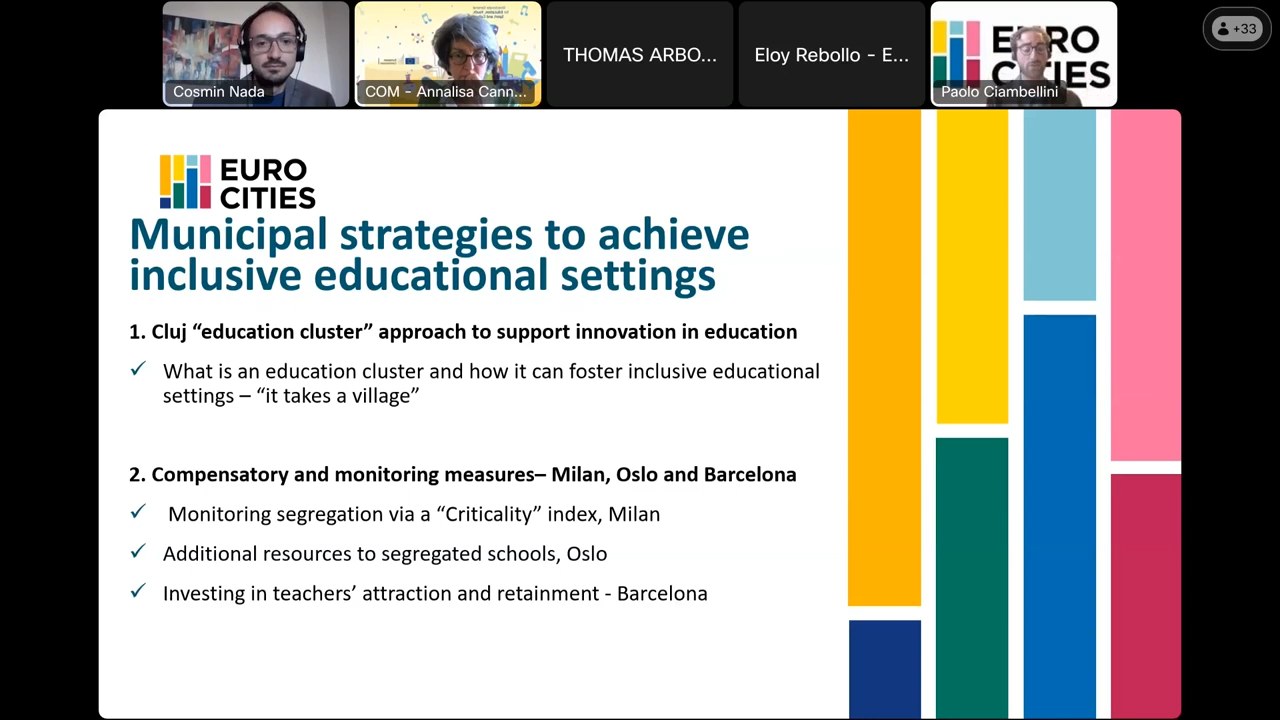 Cosmin Nada
COM - Annalisa Cann...
THOMAS ARBO...
Eloy Rebollo - E...
EURO
CITIES
Paolo Ciambellini
+33
EURO
CITIES
Municipal strategies to achieve
inclusive educational settings
1. Cluj “education cluster” approach to support innovation in education
✓ What is an education cluster and how it can foster inclusive educational
settings – “it takes a village”
2. Compensatory and monitoring measures– Milan, Oslo and Barcelona
✓ Monitoring segregation via a “Criticality” index, Milan
✓ Additional resources to segregated schools, Oslo
✓ Investing in teachers’ attraction and retainment - Barcelona